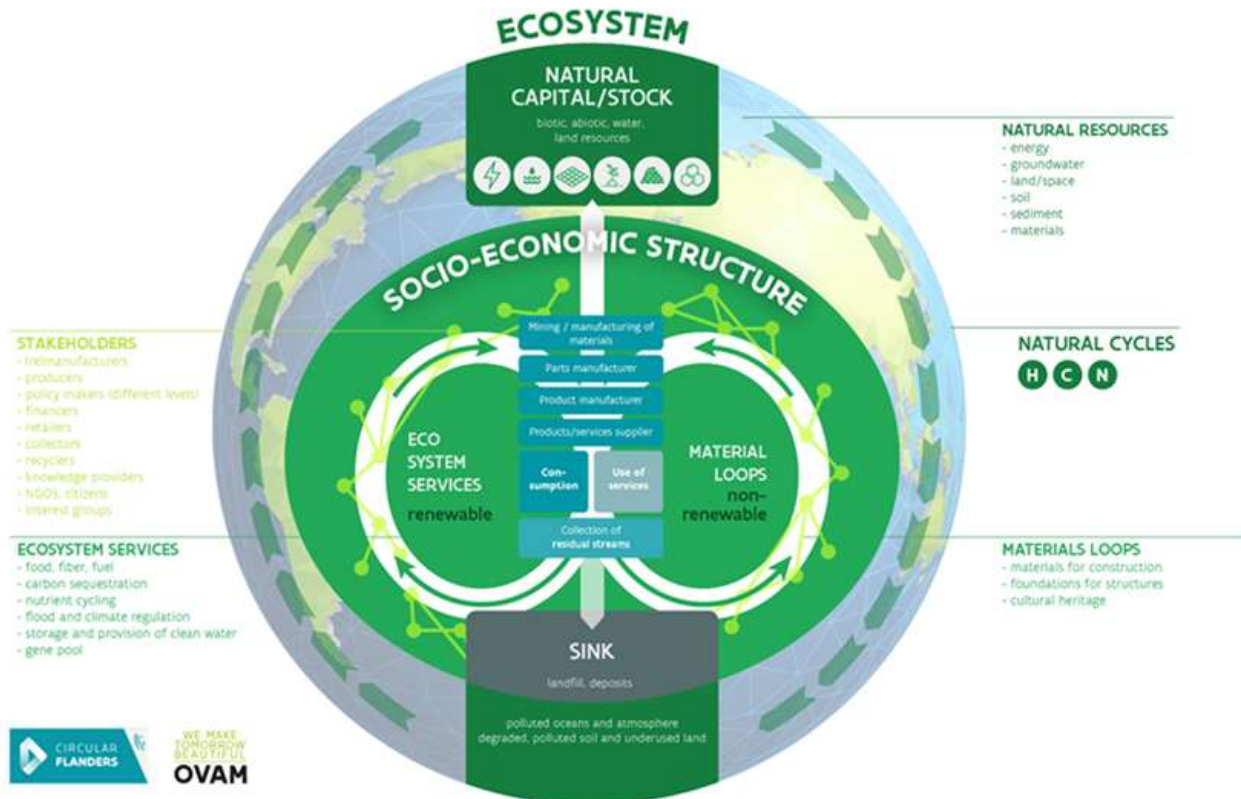 ECOSYSTEM
NATURAL
CAPITAL/STOCK
biotic, abiotic, water,
land resources
SOCIO-ECONOMIC STRUCTURE
Mining / manufacturing of
materials
Parts manufacturer
Product manufacturer
Products/services supplier
Con-
sumption
Use of
services
Collection of
residual streams
ECO
SYSTEM
SERVICES
renewable
MATERIAL
LOOPS
non-
renewable
SINK
landfill, deposits
polluted oceans and atmosphere
degraded, polluted soil and underused land
STAKEHOLDERS
- (re)manufacturers
- producers
- policy makers (different levels)
- financers
- retailers
- collectors
- recyclers
- knowledge providers
- NGOs, citizens
- interest groups
ECOSYSTEM SERVICES
- food, fiber, fuel
- carbon sequestration
- nutrient cycling
- flood and climate regulation
- storage and provision of clean water
- gene pool
NATURAL RESOURCES
- energy
- groundwater
- land/space
- soil
- sediment
- materials
NATURAL CYCLES
H C N
MATERIALS LOOPS
- materials for construction
- foundations for structures
- cultural heritage
CIRCULAR
FLANDERS
WE MAKE
TOMORROW
BEAUTIFUL
OVAM